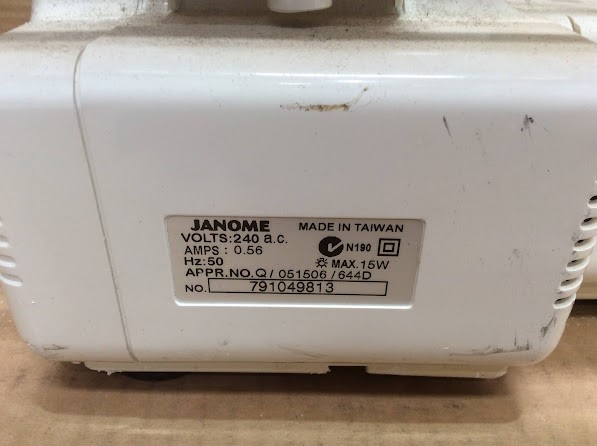 JANOME MADE IN TAIWAN
VOLTS:240 a.c.
AMPS : 0.56 N190
Hz:50 MAX.15W
APPR.NO.Q/ 051506 /644D
NO. 791049813